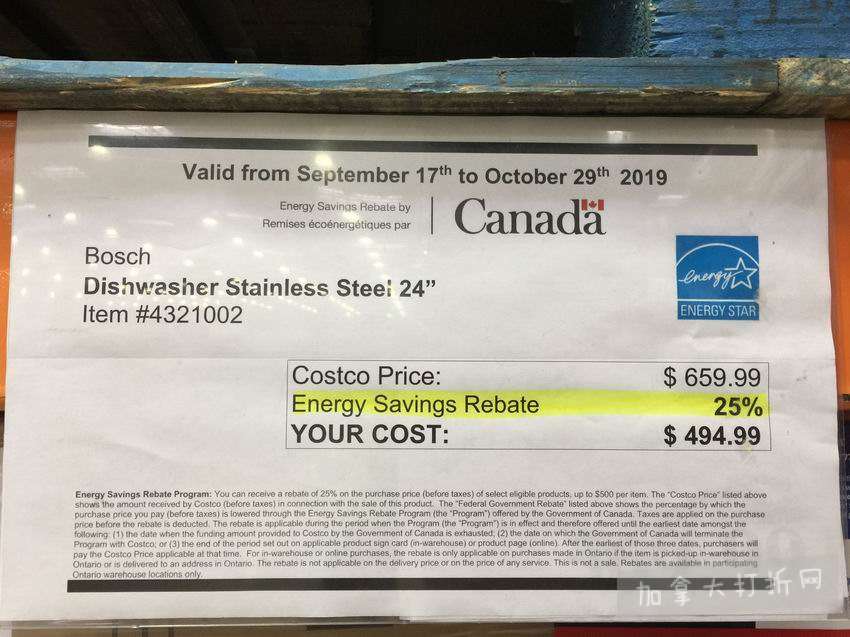 Valid from September 17th to October 29th 2019
Energy Savings Rebate by
Remises écoénergétiques par
Canada
Bosch
Dishwasher Stainless Steel 24”
Item #4321002
energy
ENERGY STAR
Costco Price: $ 659.99
Energy Savings Rebate 25%
YOUR COST: $ 494.99
Energy Savings Rebate Program: You can receive a rebate of 25% on the purchase price (before taxes) of select eligible products, up to $500 per item. The “Costco Price” listed above
shows the amount received by Costco (before taxes) in connection with the sale of this product. The “Federal Government Rebate” listed above shows the percentage by which the
purchase price you pay (before taxes) is lowered through the Energy Savings Rebate Program (the “Program”) offered by the Government of Canada. Taxes are applied on the purchase
price before the rebate is deducted. The rebate is applicable during the period when the Program (the “Program”) is in effect and therefore offered until the earliest date amongst the
following: (1) the date when the funding amount provided to Costco by the Government of Canada is exhausted; (2) the date on which the Government of Canada will terminate the
Program with Costco; or (3) the end of the period set out on applicable product sign card (in-warehouse) or product page (online). After the earliest of those three dates, purchasers will
pay the Costco Price applicable at that time. For in-warehouse or online purchases, the rebate is only applicable on purchases made in Ontario if the item is picked-up in-warehouse in
Ontario or is delivered to an address in Ontario. The rebate is not applicable on the delivery price or on the price of any service. This is not a sale. Rebates are available in participating
Ontario warehouse locations only.
加拿大打折网